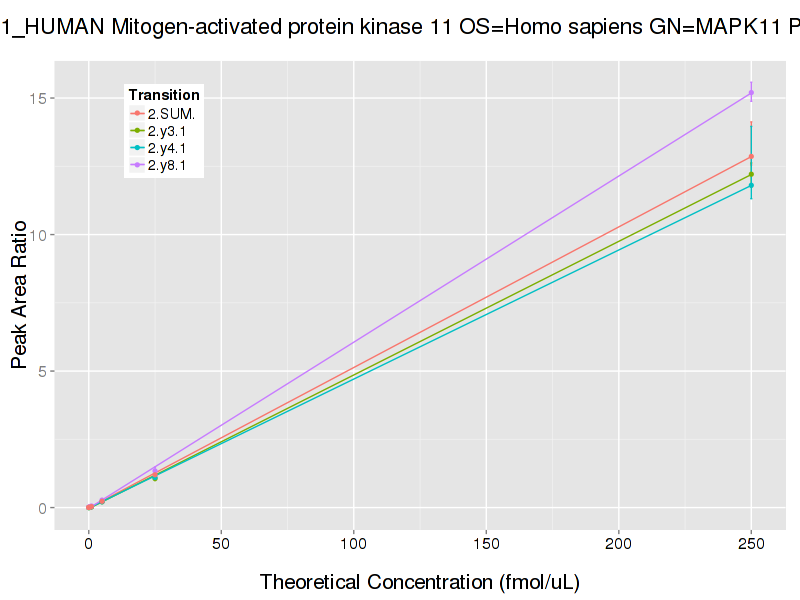 1_HUMAN Mitogen-activated protein kinase 11 OS=Homo sapiens GN=MAPK11 P
Transition
2.SUM.
2.y3.1
2.y4.1
2.y8.1
15
10
5
0
Peak Area Ratio
0 50 100 150 200 250
Theoretical Concentration (fmol/uL)